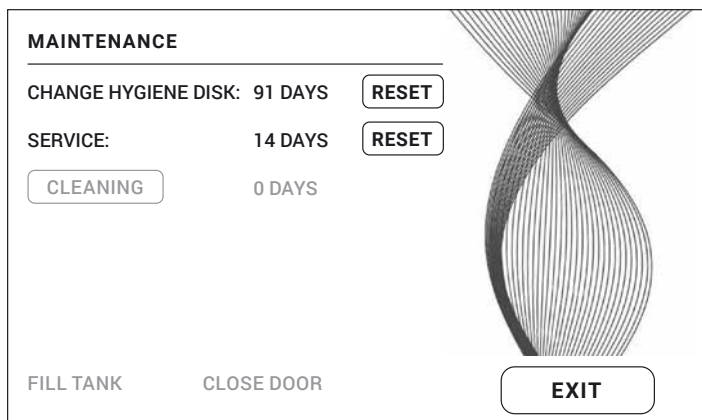 MAINTENANCE
CHANGE HYGIENE DISK: 91 DAYS RESET
SERVICE: 14 DAYS RESET
CLEANING 0 DAYS
FILL TANK CLOSE DOOR EXIT